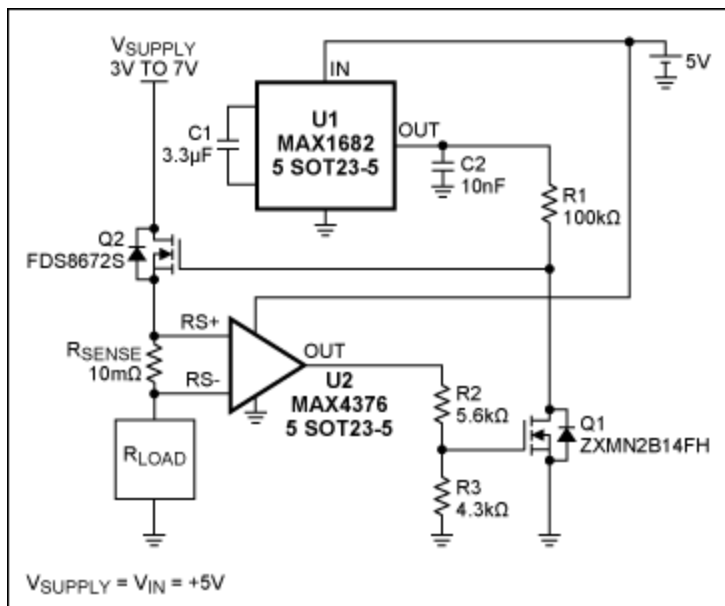 VSUPPLY
3V TO 7V
IN
5V
U1
MAX1682
5 SOT23-5
C1
3.3µF
OUT
C2
10nF
R1
100kΩ
Q2
FDS8672S
RS+
RSENSE
10mΩ
RS-
OUT
U2
MAX4376
5 SOT23-5
R2
5.6kΩ
Q1
ZXMN2B14FH
RLOAD
R3
4.3kΩ
VSUPPLY = VIN = +5V